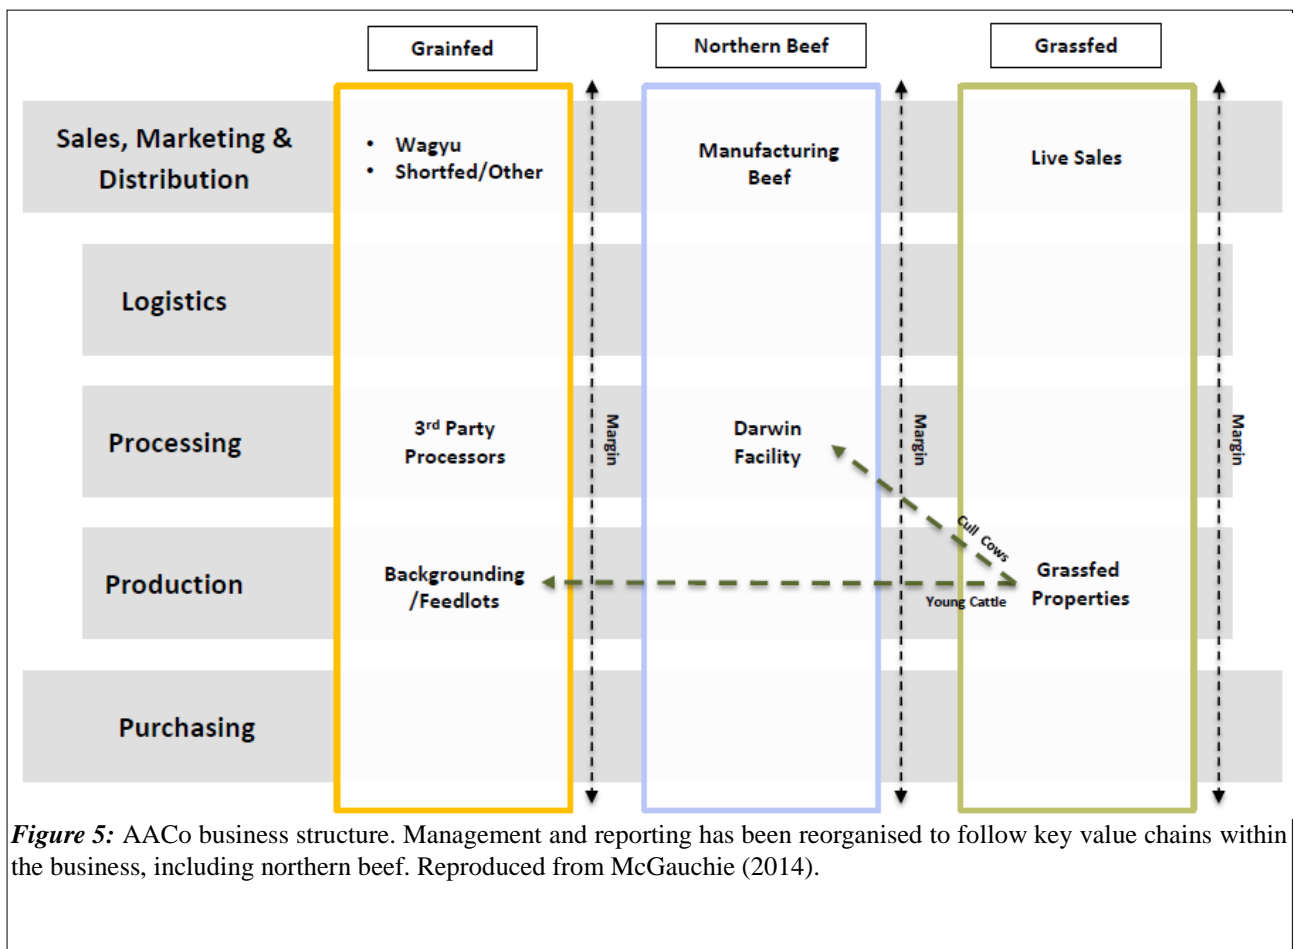 Grainfed
Northern Beef
Grassfed
Sales, Marketing &
Distribution
• Wagyu
• Shortfed/Other
Manufacturing
Beef
Live Sales
Logistics
Processing
3rd Party
Processors
Margin
Darwin
Facility
Margin
Margin
Production
Backgrounding
/Feedlots
Cull Cows
Young Cattle
Grassfed
Properties
Purchasing
Figure 5: AACo business structure. Management and reporting has been reorganised to follow key value chains within
the business, including northern beef. Reproduced from McGauchie (2014).